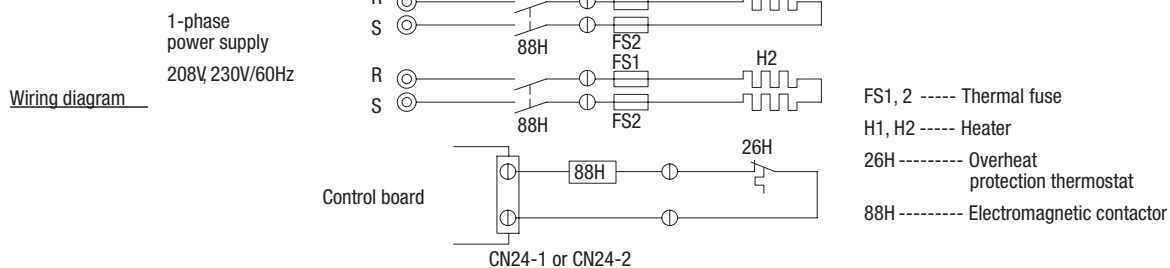 R
1-phase
power supply
208V, 230V/60Hz
S
88H
FS2
FS1
H2
R
S
88H
FS2
Wiring diagram
FS1, 2 ----- Thermal fuse
H1, H2 ----- Heater
26H --------- Overheat
protection thermostat
88H --------- Electromagnetic contactor
26H
88H
Control board
CN24-1 or CN24-2